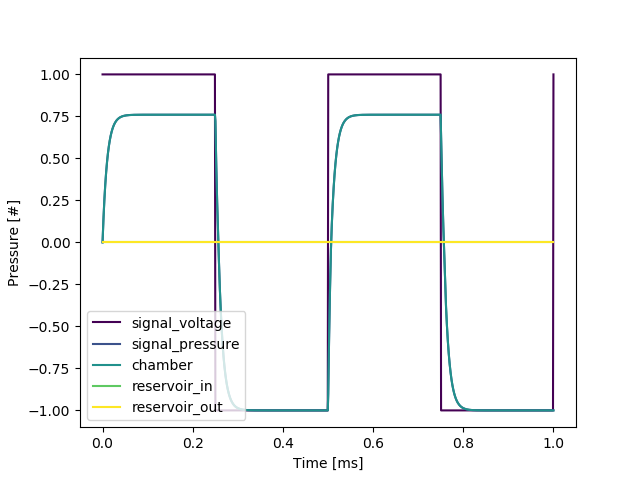 1.00
0.75
0.50
0.25
0.00
−0.25
−0.50
−0.75
−1.00
Pressure [#]
signal_voltage
signal_pressure
chamber
reservoir_in
reservoir_out
0.0 0.2 0.4 0.6 0.8 1.0
Time [ms]